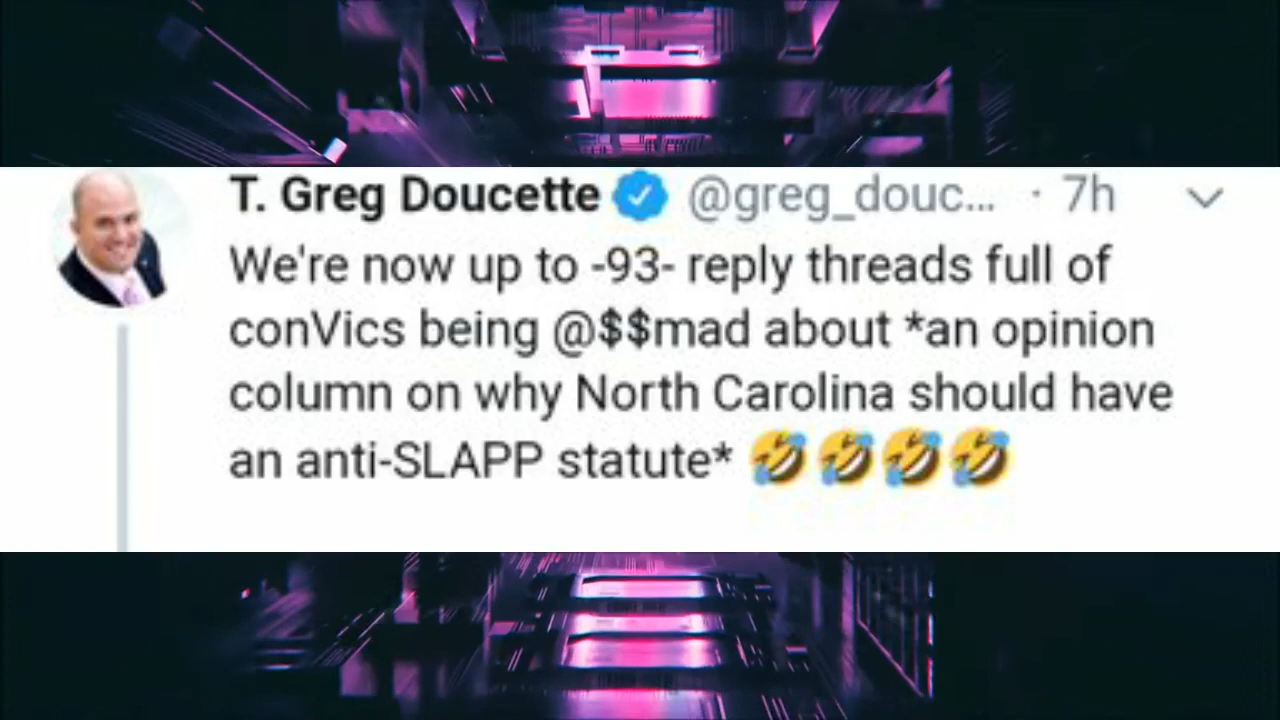 T. Greg Doucette @greg_douc... · 7h
We're now up to -93- reply threads full of
conVics being @$$mad about *an opinion
column on why North Carolina should have
an anti-SLAPP statute* 🤣🤣🤣🤣